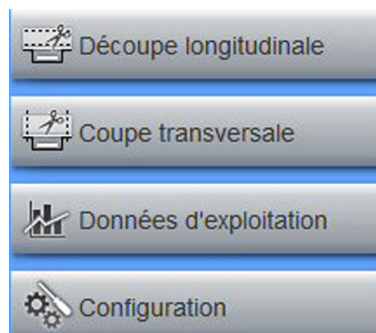 Découpe longitudinale
Coupe transversale
Données d'exploitation
Configuration